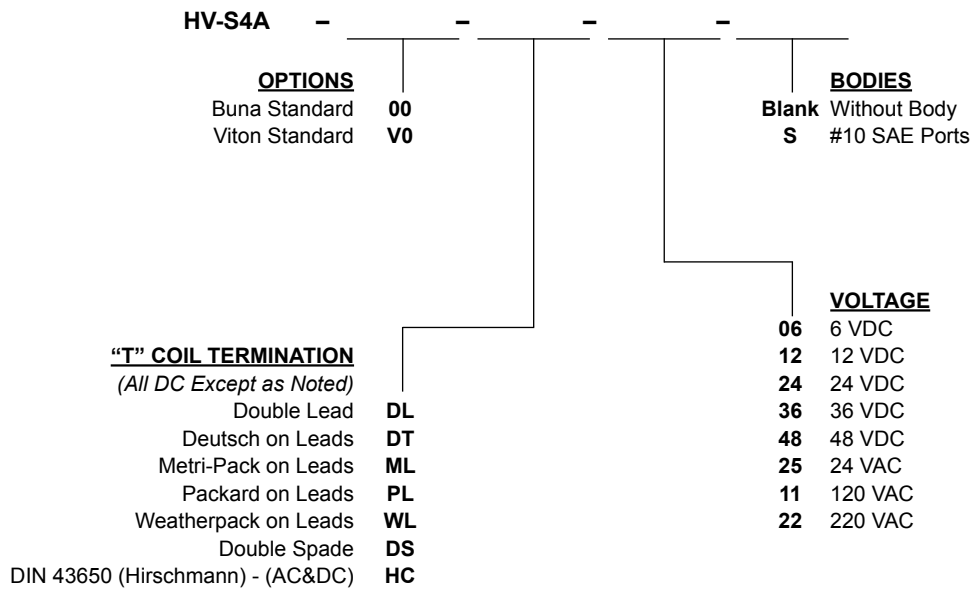 HV-S4A – – – –
OPTIONS
Buna Standard 00
Viton Standard V0
BODIES
Blank Without Body
S #10 SAE Ports
"T" COIL TERMINATION
(All DC Except as Noted)
Double Lead DL
Deutsch on Leads DT
Metri-Pack on Leads ML
Packard on Leads PL
Weatherpack on Leads WL
Double Spade DS
DIN 43650 (Hirschmann) - (AC&DC) HC
VOLTAGE
06 6 VDC
12 12 VDC
24 24 VDC
36 36 VDC
48 48 VDC
25 24 VAC
11 120 VAC
22 220 VAC